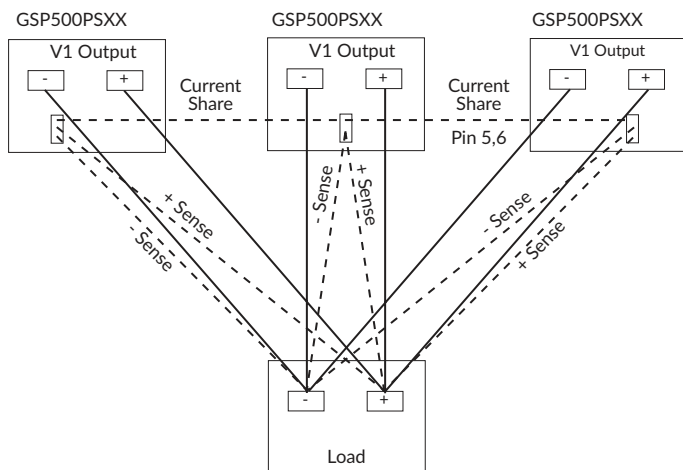 GSP500PSXX
GSP500PSXX
GSP500PSXX
V1 Output
- +
V1 Output
- +
V1 Output
- +
Current
Share
Current
Share
Pin 5,6
+ Sense
- Sense
- Sense
+ Sense
- Sense
+ Sense
- +
Load